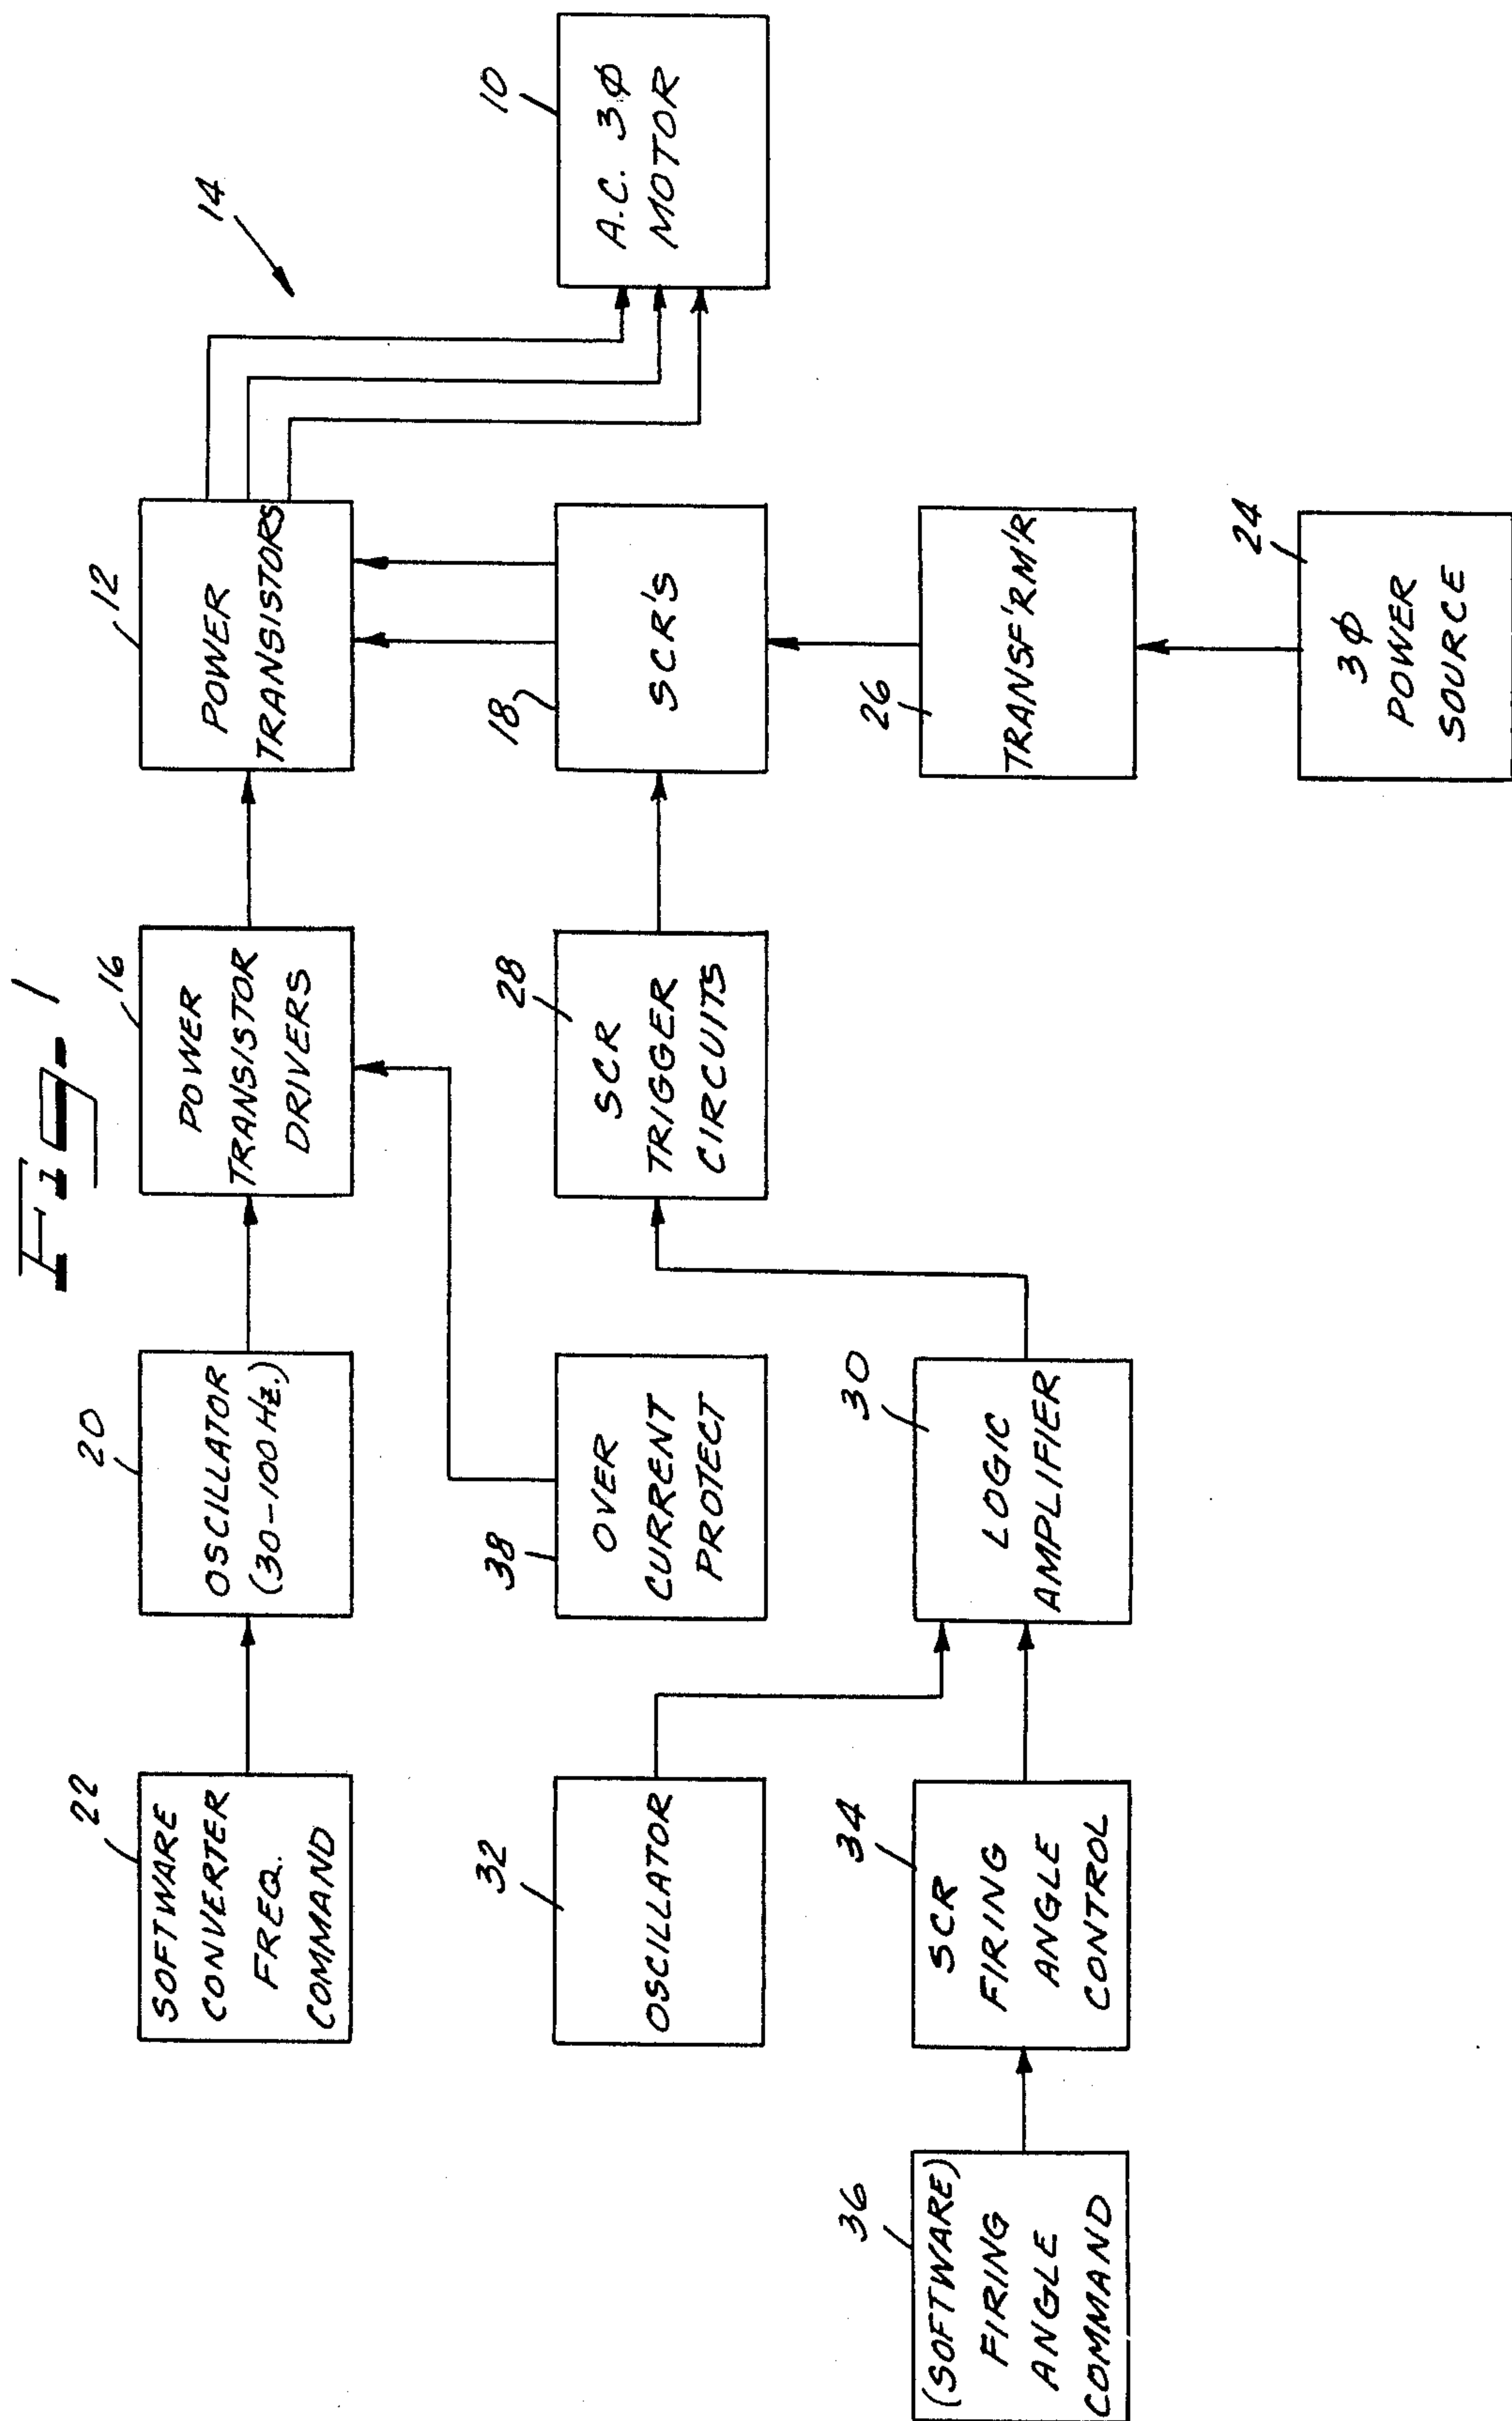 Fig-1
22
SOFTWARE
CONVERTER
FREQ.
COMMAND
20
OSCILLATOR
(30-100 Hz.)
16
POWER
TRANSISTOR
DRIVERS
12
POWER
TRANSISTORS
14
10
A.C. 3Φ
MOTOR
32
OSCILLATOR
38
OVER
CURRENT
PROTECT
28
SCR
TRIGGER
CIRCUITS
18
SCR'S
36
(SOFTWARE)
FIRING
ANGLE
COMMAND
34
SCR
FIRING
ANGLE
CONTROL
30
LOGIC
AMPLIFIER
26
TRANSF'RM'R
24
3Φ
POWER
SOURCE